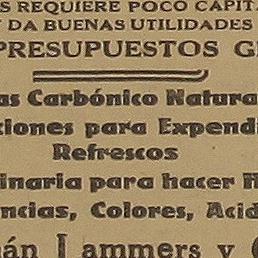 S REQUIERE POCO CAPIT
Y DA BUENAS UTILIDADES
PRESUPUESTOS G
as Carbónico Natura
ciones para Expendi
Refrescos
inaria para hacer H
ncias, Colores, Acid
án Lammers y